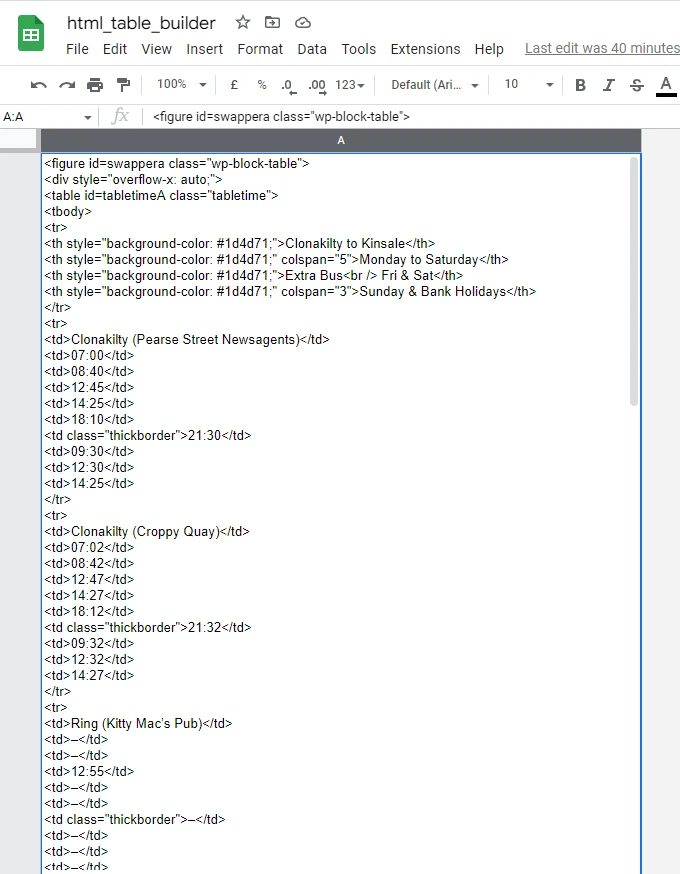 html_table_builder
File Edit View Insert Format Data Tools Extensions Help Last edit was 40 minutes
100% £ % .0 .00 123 Default (Ari... 10 B I S A
A:A fx <figure id=swappera class="wp-block-table">
A
<figure id=swappera class="wp-block-table">
<div style="overflow-x: auto;">
<table id=tabletimeA class="tabletime">
<tbody>
<tr>
<th style="background-color: #1d4d71;">Clonakilty to Kinsale</th>
<th style="background-color: #1d4d71;" colspan="5">Monday to Saturday</th>
<th style="background-color: #1d4d71;">Extra Bus<br /> Fri & Sat</th>
<th style="background-color: #1d4d71;" colspan="3">Sunday & Bank Holidays</th>
</tr>
<tr>
<td>Clonakilty (Pearse Street Newsagents)</td>
<td>07:00</td>
<td>08:40</td>
<td>12:45</td>
<td>14:25</td>
<td>18:10</td>
<td class="thickborder">21:30</td>
<td>09:30</td>
<td>12:30</td>
<td>14:25</td>
</tr>
<tr>
<td>Clonakilty (Croppy Quay)</td>
<td>07:02</td>
<td>08:42</td>
<td>12:47</td>
<td>14:27</td>
<td>18:12</td>
<td class="thickborder">21:32</td>
<td>09:32</td>
<td>12:32</td>
<td>14:27</td>
</tr>
<tr>
<td>Ring (Kitty Mac's Pub)</td>
<td>–</td>
<td>–</td>
<td>12:55</td>
<td>–</td>
<td>–</td>
<td class="thickborder">–</td>
<td>–</td>
<td>–</td>
<td>–</td>